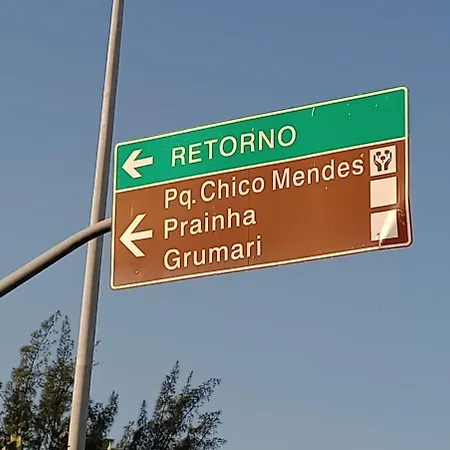 RETORNO
Pq. Chico Mendes
Prainha
Grumari